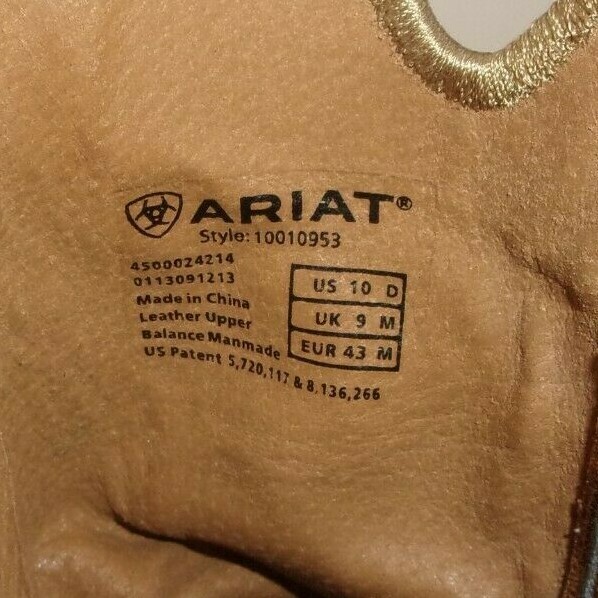 ARIAT®
Style: 10010953
4500024214
0113091213
Made in China
Leather Upper
Balance Manmade
US Patent 5,720,117 & 8,136,266
US 10 D
UK 9 M
EUR 43 M